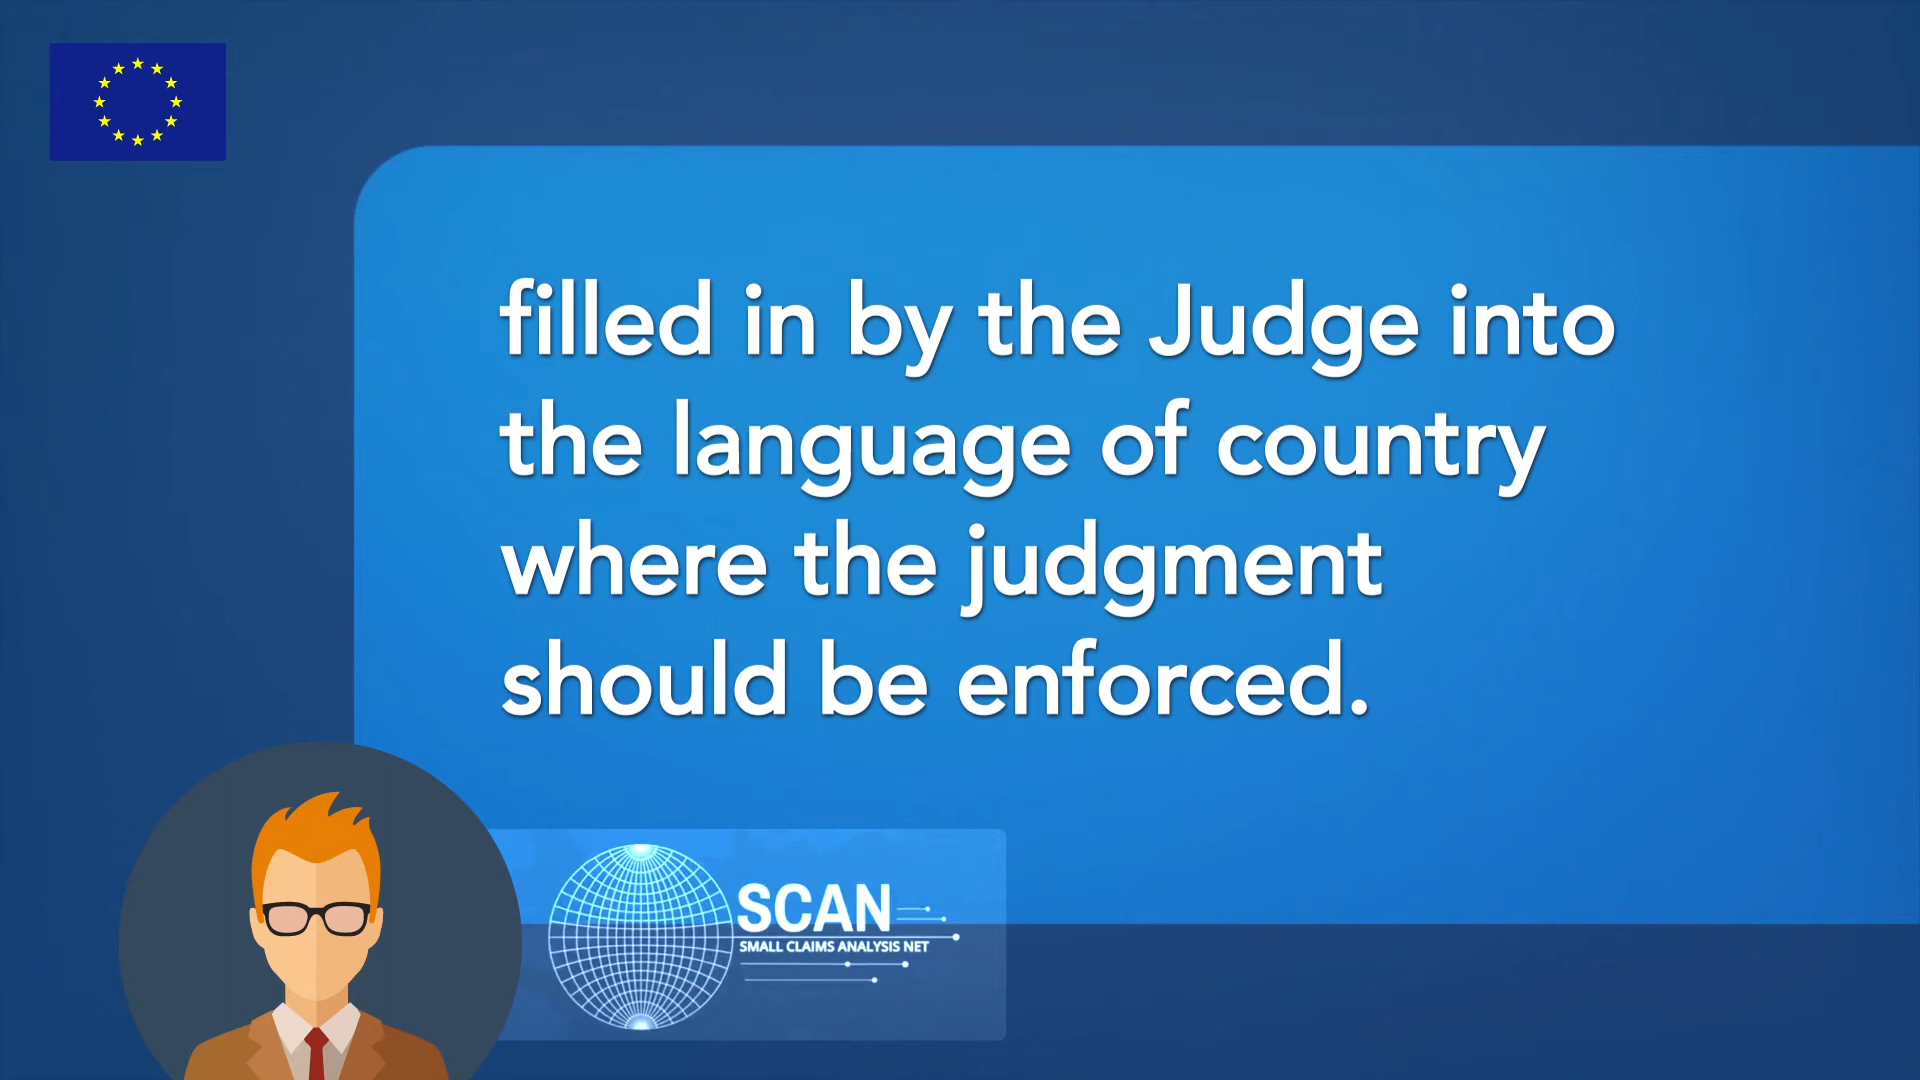 filled in by the Judge into
the language of country
where the judgment
should be enforced.
SCAN
SMALL CLAIMS ANALYSIS NET